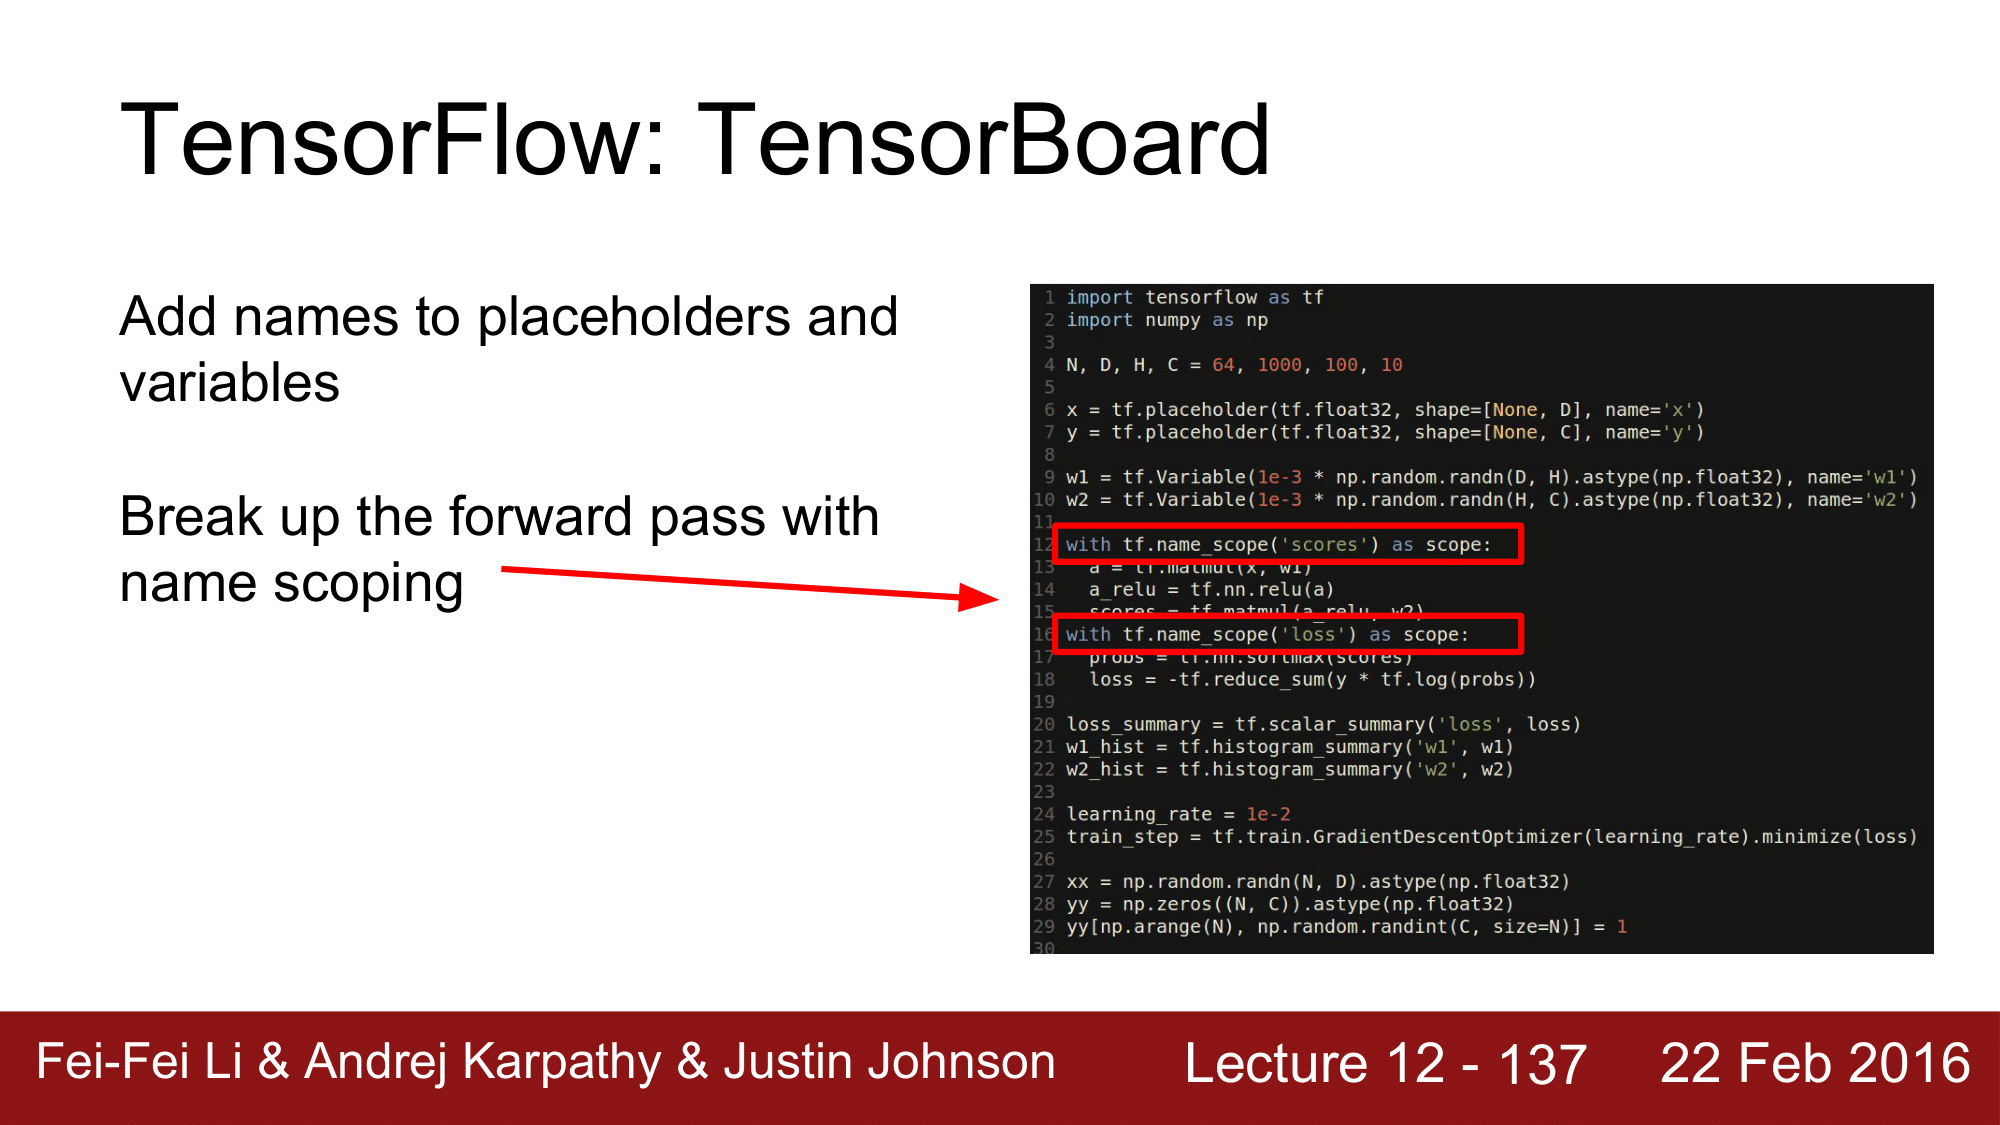 TensorFlow: TensorBoard
Add names to placeholders and
variables
Break up the forward pass with
name scoping
1 import tensorflow as tf
2 import numpy as np
3
4 N, D, H, C = 64, 1000, 100, 10
5
6 x = tf.placeholder(tf.float32, shape=[None, D], name='x')
7 y = tf.placeholder(tf.float32, shape=[None, C], name='y')
8
9 w1 = tf.Variable(1e-3 * np.random.randn(D, H).astype(np.float32), name='w1')
10 w2 = tf.Variable(1e-3 * np.random.randn(H, C).astype(np.float32), name='w2')
11
12 with tf.name_scope('scores') as scope:
13   a = tf.matmul(x, w1)
14   a_relu = tf.nn.relu(a)
15   scores = tf.matmul(a_relu, w2)
16 with tf.name_scope('loss') as scope:
17   probs = tf.nn.softmax(scores)
18   loss = -tf.reduce_sum(y * tf.log(probs))
19
20 loss_summary = tf.scalar_summary('loss', loss)
21 w1_hist = tf.histogram_summary('w1', w1)
22 w2_hist = tf.histogram_summary('w2', w2)
23
24 learning_rate = 1e-2
25 train_step = tf.train.GradientDescentOptimizer(learning_rate).minimize(loss)
26
27 xx = np.random.randn(N, D).astype(np.float32)
28 yy = np.zeros((N, C)).astype(np.float32)
29 yy[np.arange(N), np.random.randint(C, size=N)] = 1
30
Fei-Fei Li & Andrej Karpathy & Justin Johnson
Lecture 12 - 137
22 Feb 2016